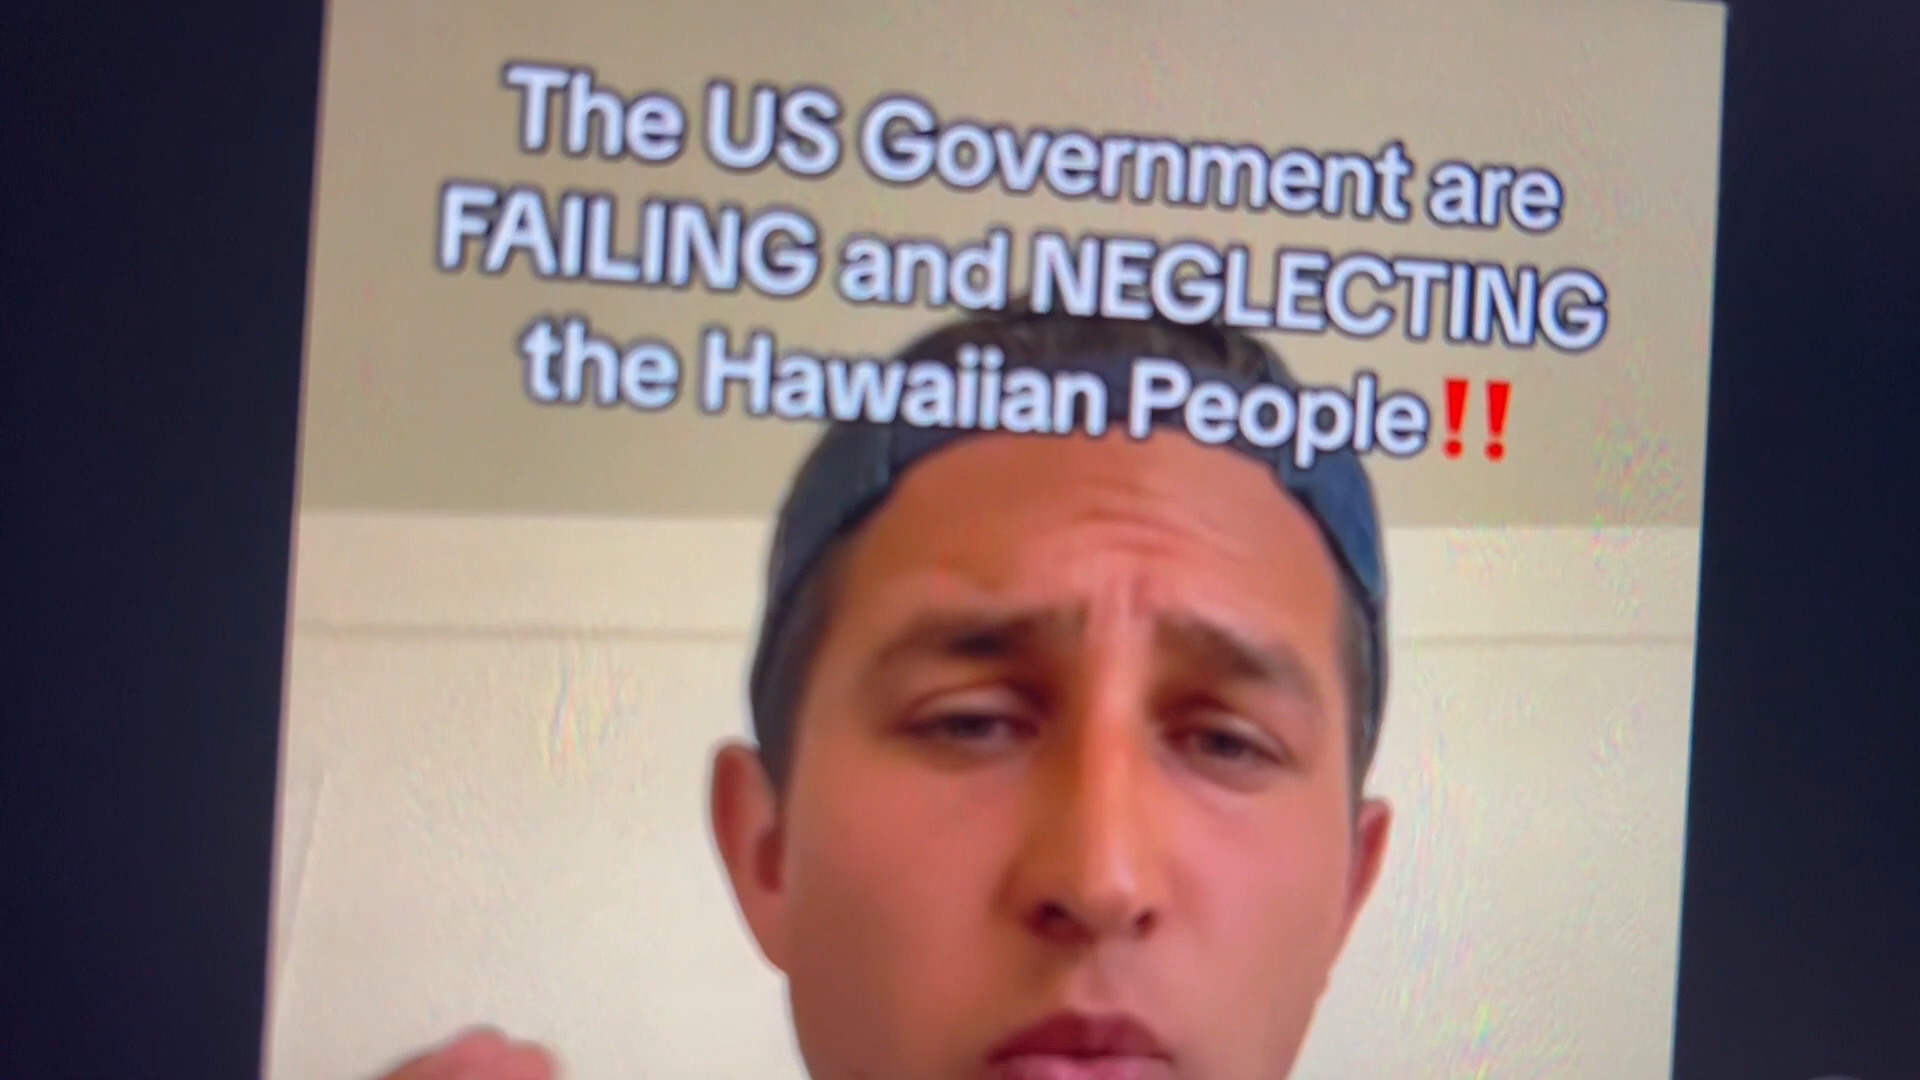 The US Government are
FAILING and NEGLECTING
the Hawaiian People‼️